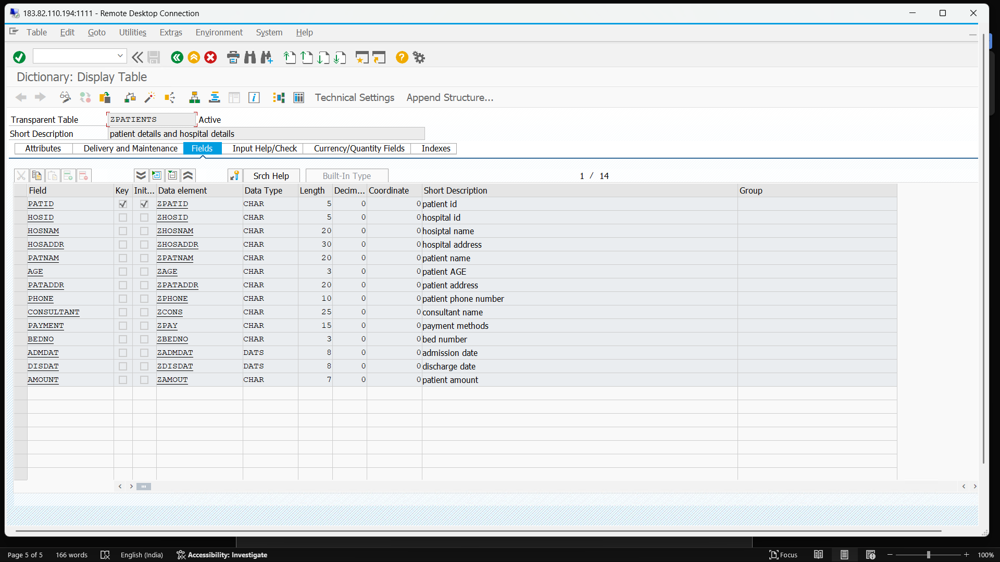 183.82.110.194:1111 - Remote Desktop Connection
Table Edit Goto Utilities Extras Environment System Help
Dictionary: Display Table
Technical Settings Append Structure...
Transparent Table ZPATIENTS Active
Short Description patient details and hospital details
Attributes Delivery and Maintenance Fields Input Help/Check Currency/Quantity Fields Indexes
Srch Help Built-In Type 1 / 14
Field Key Init... Data element Data Type Length Decim... Coordinate Short Description Group
PATID ZPATID CHAR 5 0 0 patient id
HOSID ZHOSID CHAR 5 0 0 hospital id
HOSNAM ZHOSNAM CHAR 20 0 0 hosiptal name
HOSADDR ZHOSADDR CHAR 30 0 0 hospital address
PATNAM ZPATNAM CHAR 20 0 0 patient name
AGE ZAGE CHAR 3 0 0 patient AGE
PATADDR ZPATADDR CHAR 20 0 0 patient address
PHONE ZPHONE CHAR 10 0 0 patient phone number
CONSULTANT ZCONS CHAR 25 0 0 consultant name
PAYMENT ZPAY CHAR 15 0 0 payment methods
BEDNO ZBEDNO CHAR 3 0 0 bed number
ADMDAT ZADMDAT DATS 8 0 0 admission date
DISDAT ZDISDAT DATS 8 0 0 discharge date
AMOUNT ZAMOUT CHAR 7 0 0 patient amount
Page 5 of 5 166 words English (India) Accessibility: Investigate Focus 100%